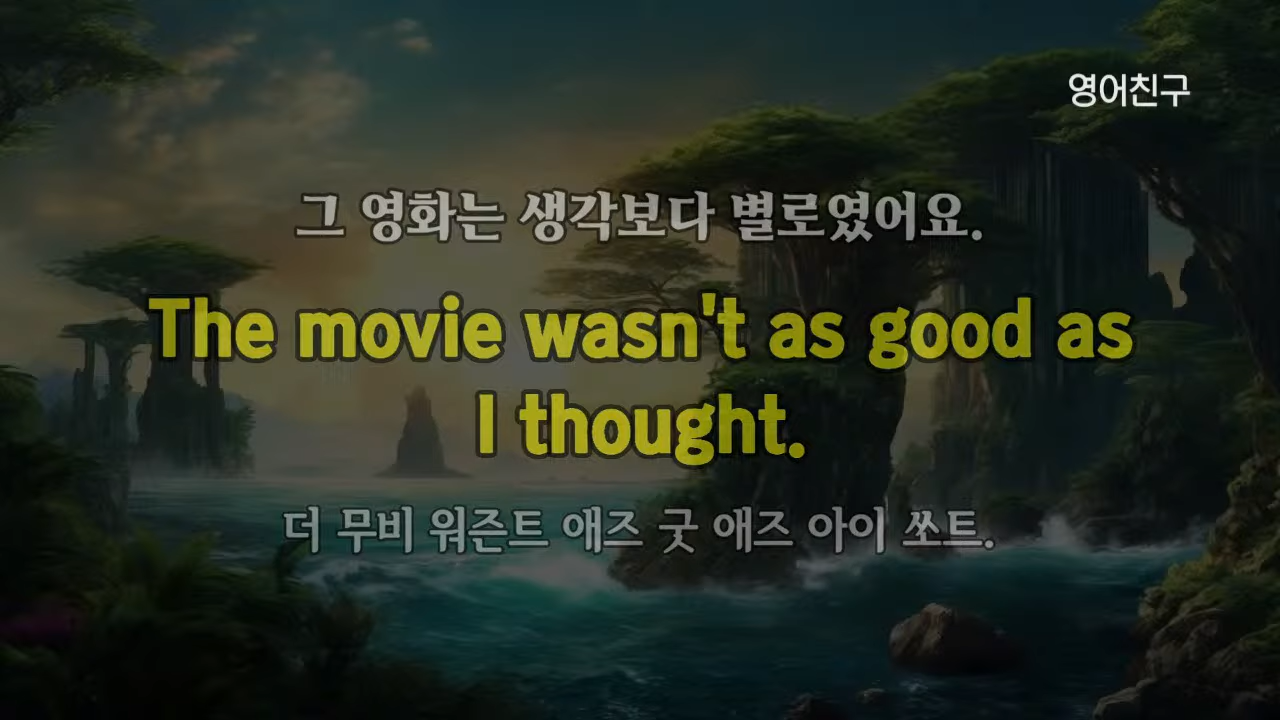 영어친구
그 영화는 생각보다 별로였어요.
The movie wasn't as good as
I thought.
더 무비 워즌트 애즈 굿 애즈 아이 쏘트.